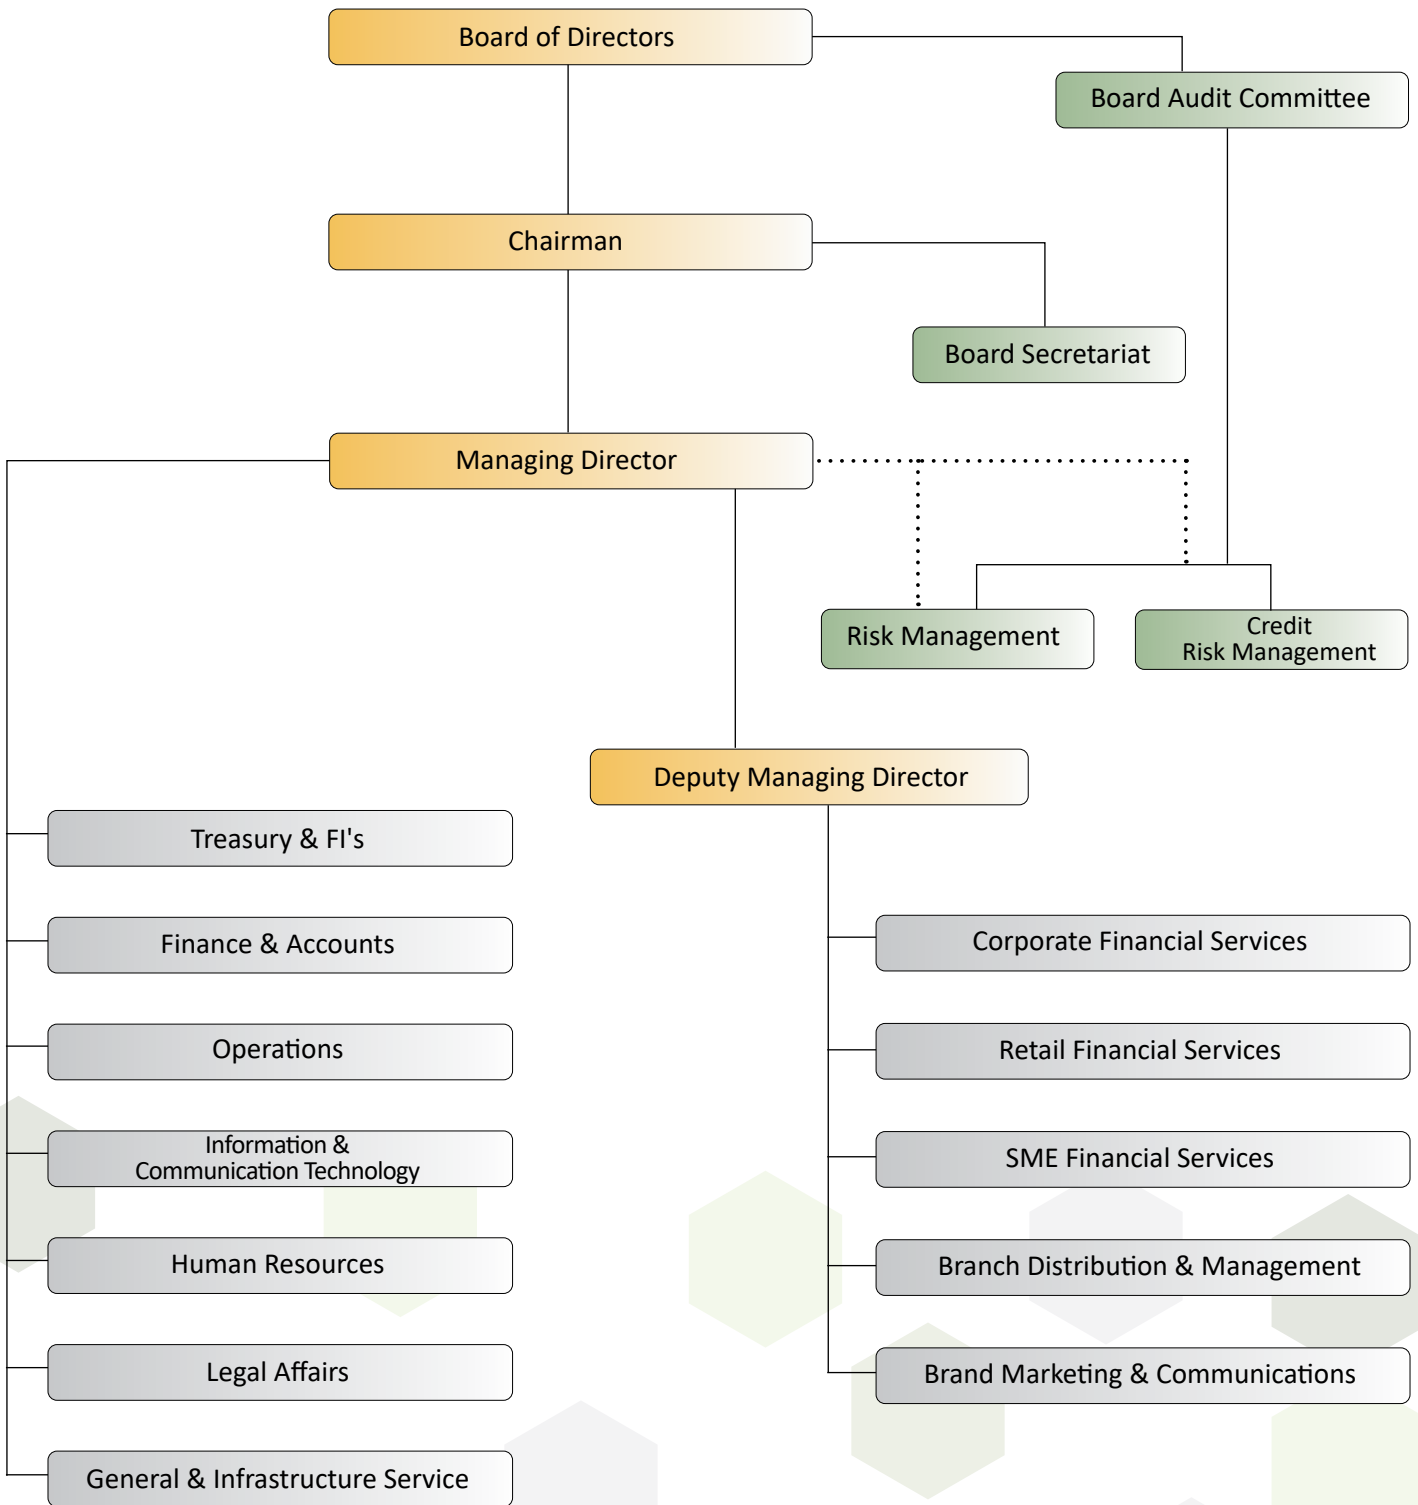 Board of Directors
Board Audit Committee
Chairman
Board Secretariat
Managing Director
Risk Management
Credit
Risk Management
Deputy Managing Director
Treasury & FI's
Finance & Accounts
Operations
Information &
Communication Technology
Human Resources
Legal Affairs
General & Infrastructure Service
Corporate Financial Services
Retail Financial Services
SME Financial Services
Branch Distribution & Management
Brand Marketing & Communications